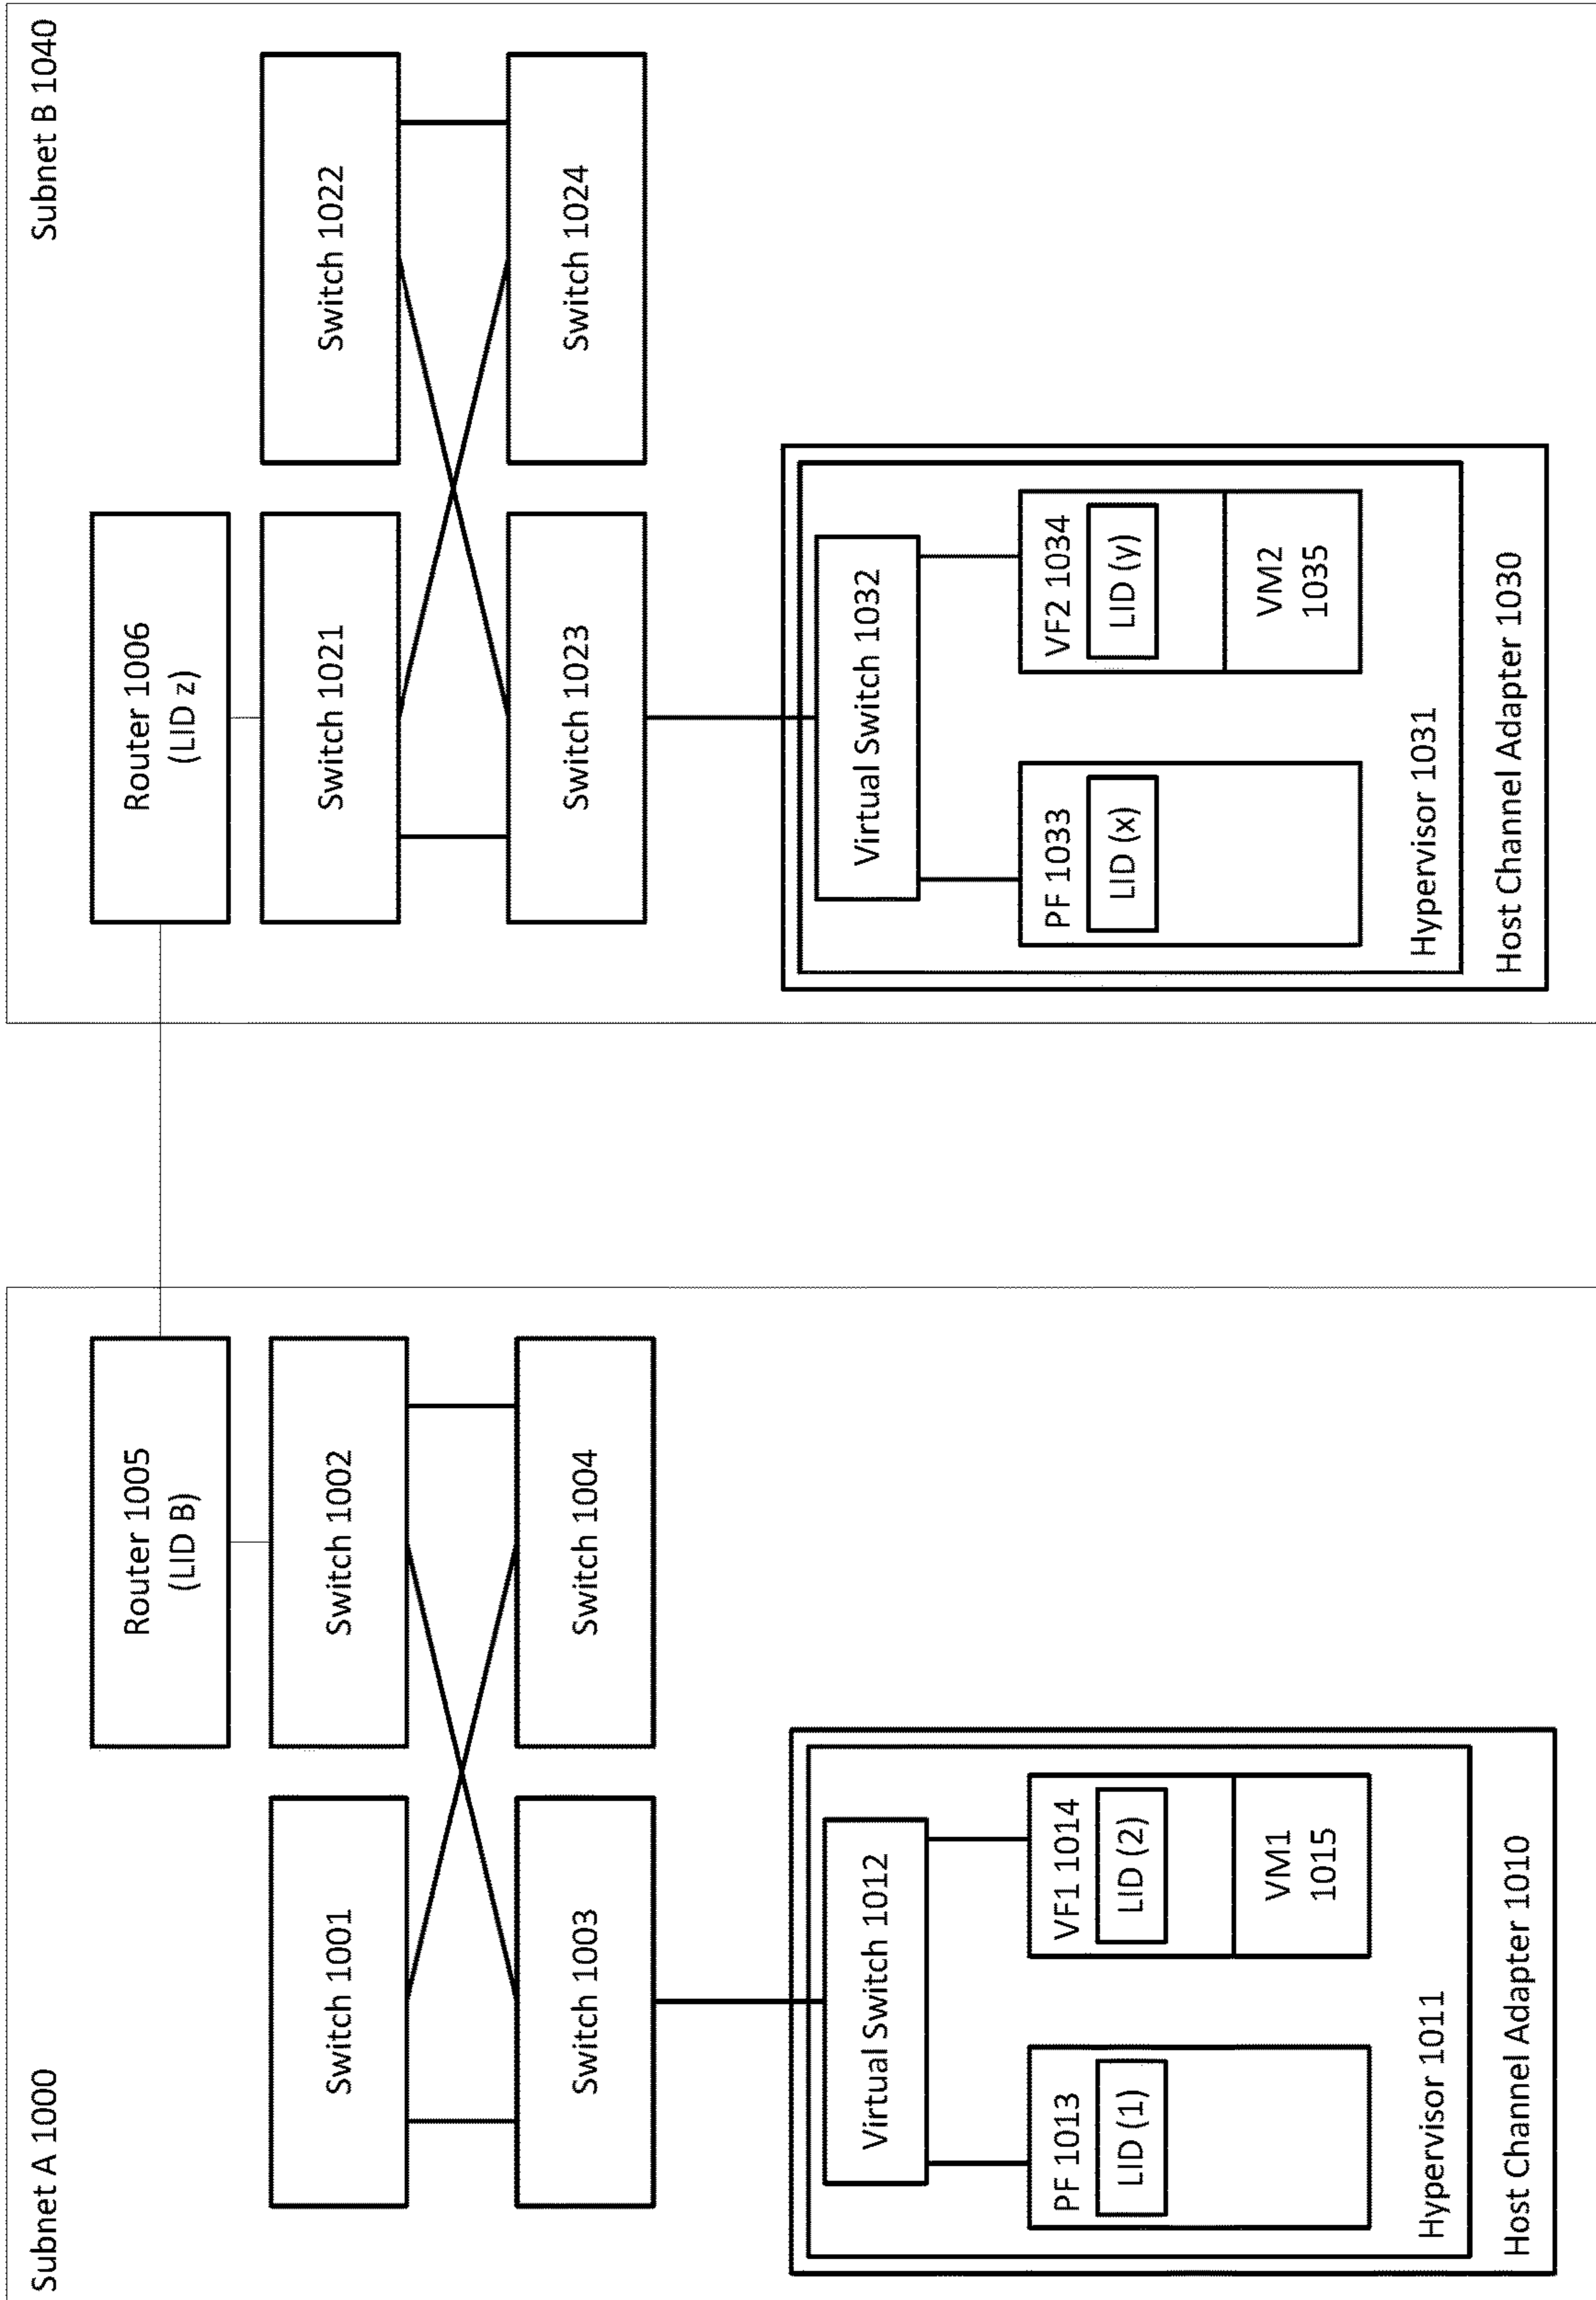 Subnet A 1000
Router 1005
(LID B)
Switch 1001
Switch 1002
Switch 1003
Switch 1004
Virtual Switch 1012
PF 1013
LID (1)
VF1 1014
LID (2)
VM1
1015
Hypervisor 1011
Host Channel Adapter 1010
Subnet B 1040
Router 1006
(LID z)
Switch 1021
Switch 1022
Switch 1023
Switch 1024
Virtual Switch 1032
PF 1033
LID (x)
VF2 1034
LID (y)
VM2
1035
Hypervisor 1031
Host Channel Adapter 1030